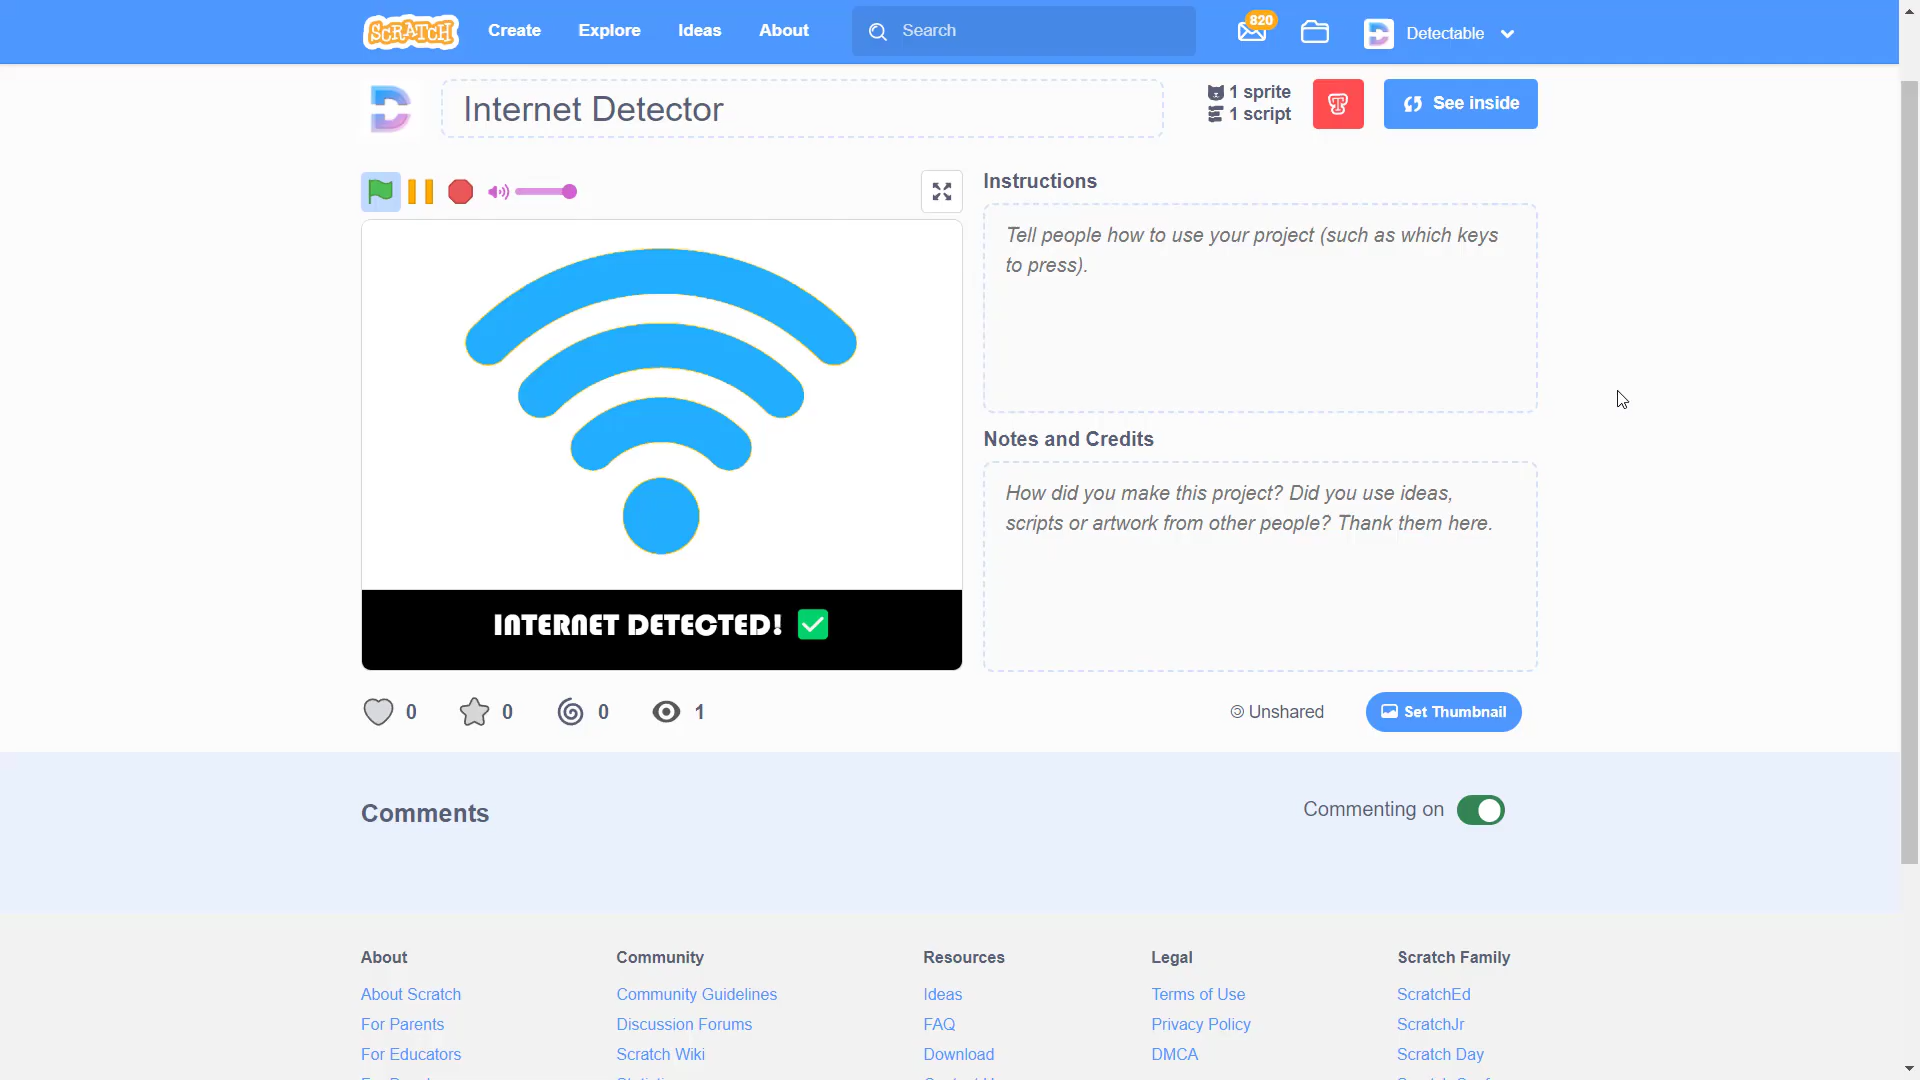 SCRATCH
Create
Explore
Ideas
About
Search
820
Detectable
Internet Detector
1 sprite
1 script
See inside
Instructions
Tell people how to use your project (such as which keys
to press).
INTERNET DETECTED! ✅
Notes and Credits
How did you make this project? Did you use ideas,
scripts or artwork from other people? Thank them here.
0
0
0
1
Unshared
Set Thumbnail
Comments
Commenting on
About
Community
Resources
Legal
Scratch Family
About Scratch
Community Guidelines
Ideas
Terms of Use
ScratchEd
For Parents
Discussion Forums
FAQ
Privacy Policy
ScratchJr
For Educators
Scratch Wiki
Download
DMCA
Scratch Day